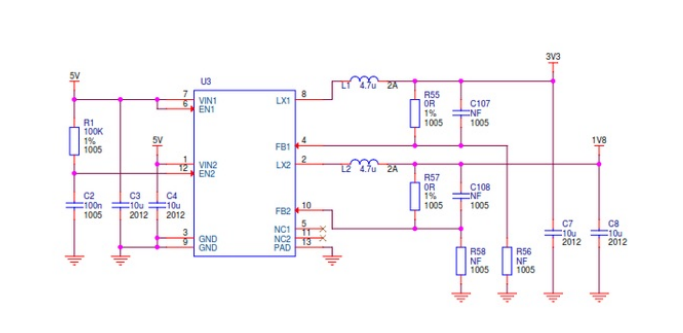 3V3
5V
U3
7
VIN1
LX1
8
L1 4.7u 2A
6
EN1
R1
100K
1%
1005
R55
0R
1%
1005
C107
NF
1005
5V
FB1
4
1V8
1
VIN2
LX2
2
12
EN2
L2 4.7u 2A
C2
100n
1005
C3
10u
2012
C4
10u
2012
R57
0R
1%
1005
C108
NF
1005
FB2
10
NC1
5
NC2
11
3
GND
9
GND
PAD
13
R58
NF
1005
R56
NF
1005
C7
10u
2012
C8
10u
2012